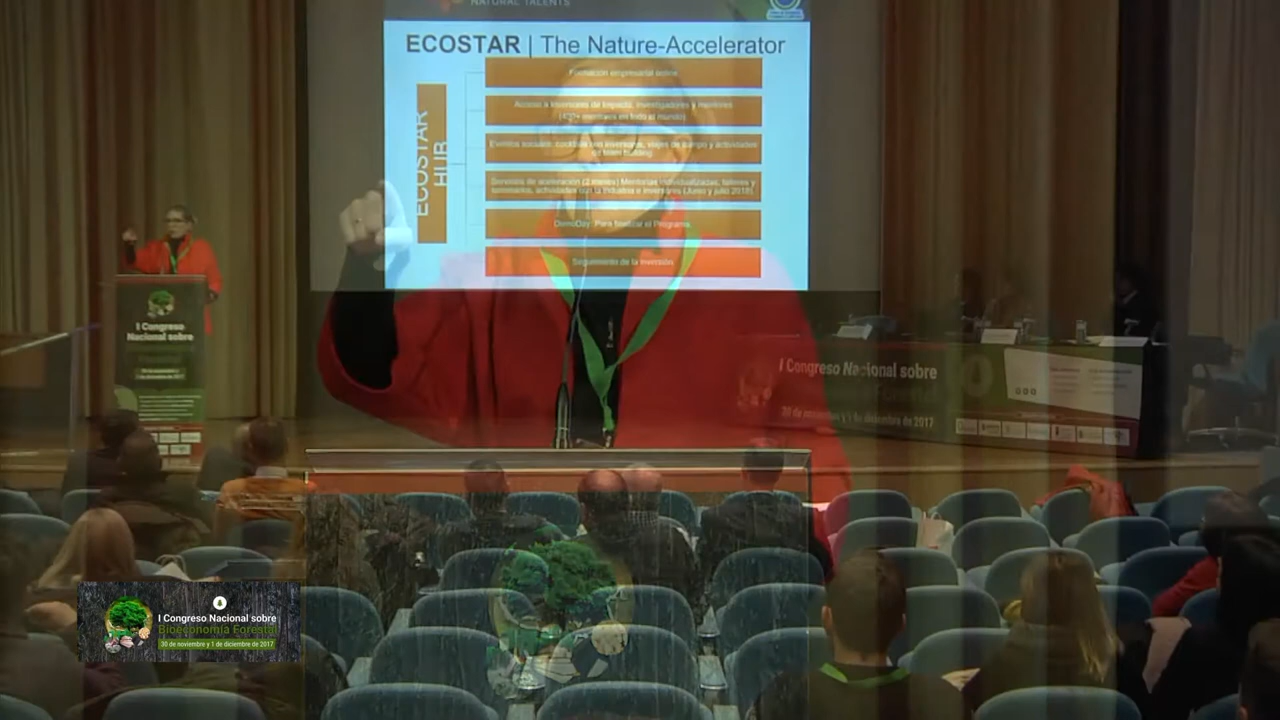 NATURAL TALENTS
ECOSTAR | The Nature-Accelerator
ECOSTAR
HUB
Formación empresarial online
Acceso a Inversores de Impacto, investigadores y mentores
(400+ mentores en todo el mundo)
Eventos sociales: cocktails con inversores, viajes de campo y actividades
de team building
Servicios de aceleración (2 meses) Mentorías individualizadas, talleres y
seminarios, actividades con la industria e inversores (Junio y julio 2018)
DemoDay: Para finalizar el Programa
Seguimiento de la inversión
I Congreso
Nacional sobre
I Congreso Nacional sobre
Forestal
30 de noviembre y 1 de diciembre de 2017
I Congreso Nacional sobre
Bioeconomía Forestal
30 de noviembre y 1 de diciembre de 2017